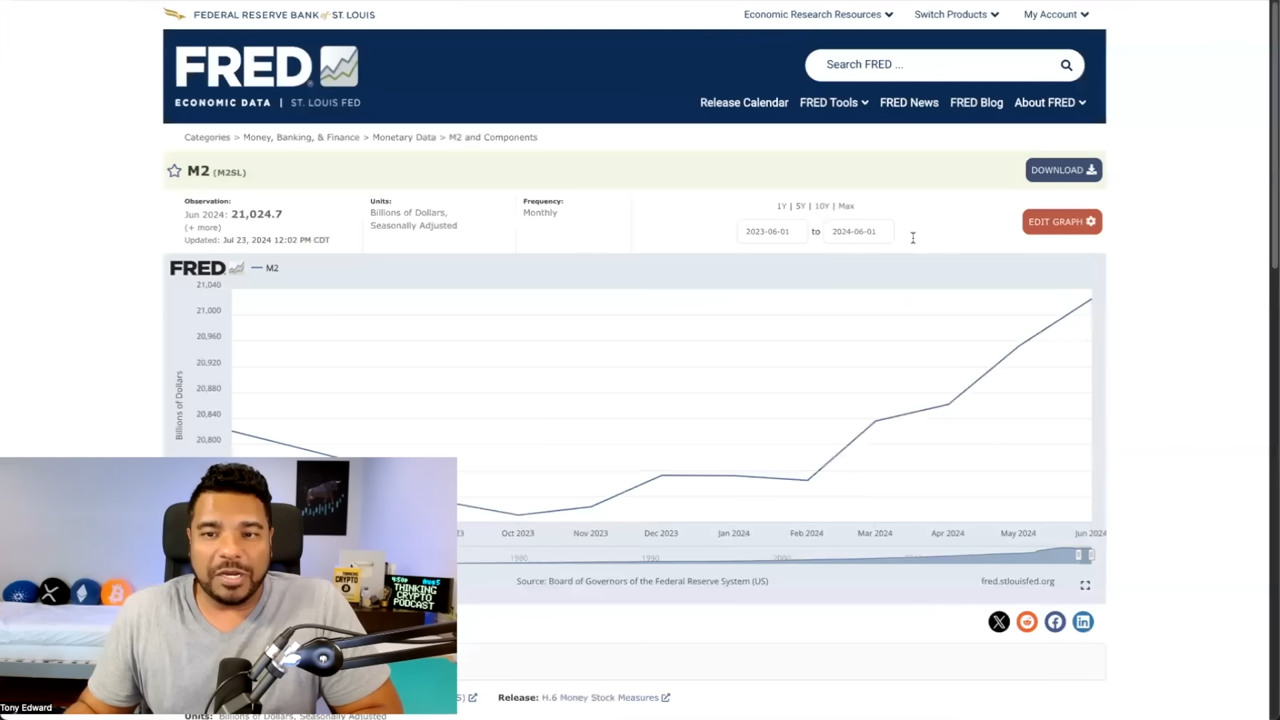 FEDERAL RESERVE BANK of ST. LOUIS
Economic Research Resources
Switch Products
My Account
FRED
ECONOMIC DATA | ST. LOUIS FED
Search FRED ...
Release Calendar
FRED Tools
FRED News
FRED Blog
About FRED
Categories > Money, Banking, & Finance > Monetary Data > M2 and Components
M2 (M2SL)
DOWNLOAD
Observation:
Jun 2024: 21,024.7
(+ more)
Updated: Jul 23, 2024 12:02 PM CDT
Units:
Billions of Dollars,
Seasonally Adjusted
Frequency:
Monthly
1Y | 5Y | 10Y | Max
2023-06-01 to 2024-06-01
EDIT GRAPH
FRED M2
21,040
21,000
20,960
20,920
20,880
20,840
20,800
Billions of Dollars
Oct 2023 Nov 2023 Dec 2023 Jan 2024 Feb 2024 Mar 2024 Apr 2024 May 2024 Jun 2024
1980 1990 2000
Source: Board of Governors of the Federal Reserve System (US)
fred.stlouisfed.org
THINKING
CRYPTO
PODCAST
Release: H.6 Money Stock Measures
Tony Edward
Units: Billions of Dollars, Seasonally Adjusted